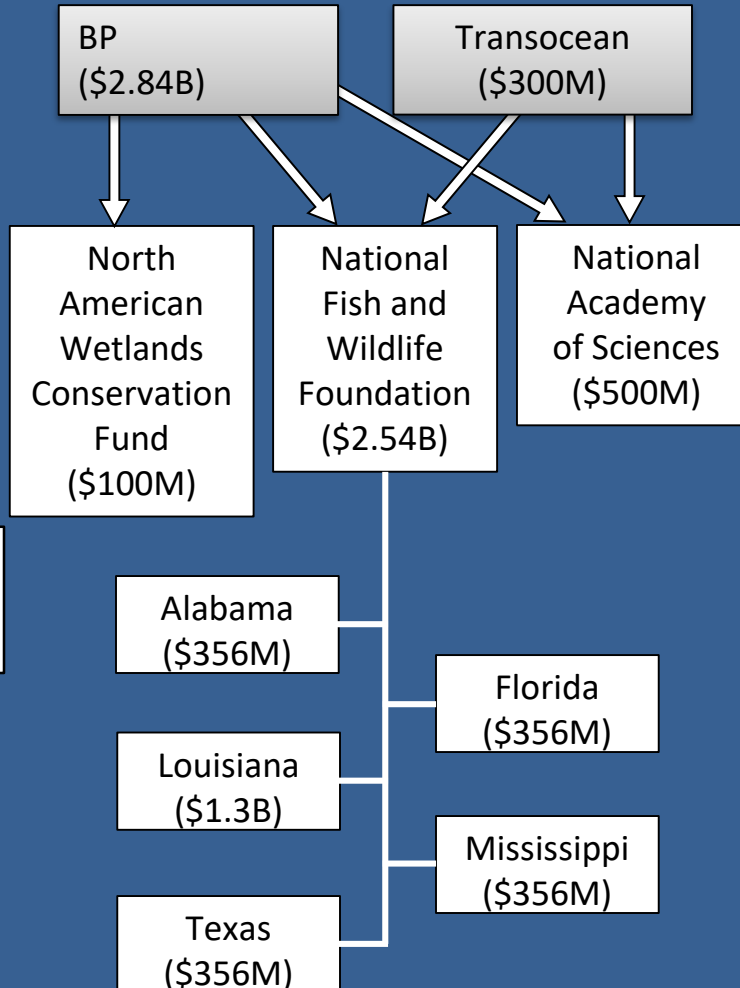 BP
($2.84B)
Transocean
($300M)
North
American
Wetlands
Conservation
Fund
($100M)
National
Fish and
Wildlife
Foundation
($2.54B)
National
Academy
of Sciences
($500M)
Alabama
($356M)
Florida
($356M)
Louisiana
($1.3B)
Mississippi
($356M)
Texas
($356M)